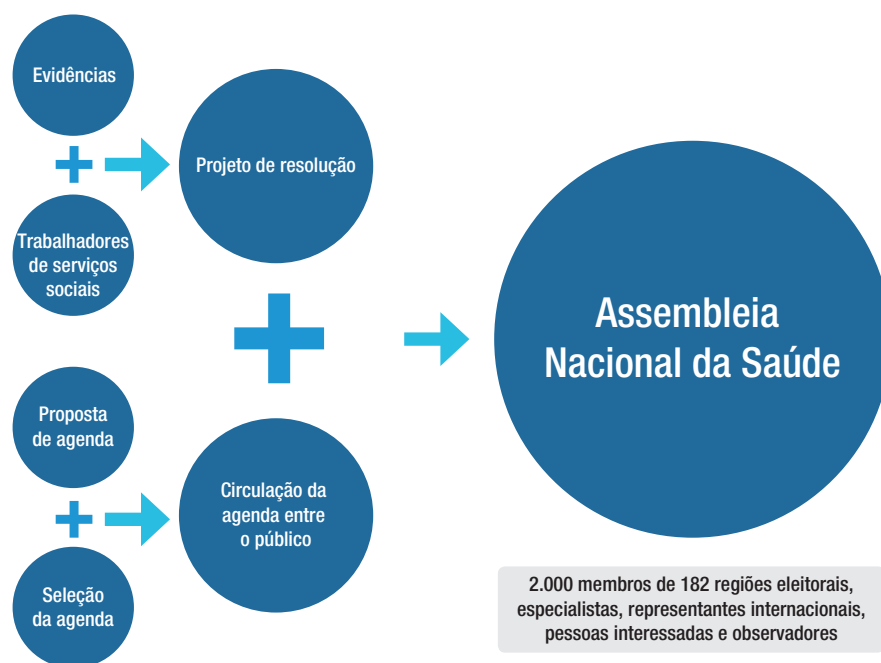 Evidências
Trabalhadores
de serviços
sociais
Projeto de resolução
Proposta
de agenda
Seleção
da agenda
Circulação da
agenda entre
o público
Assembleia
Nacional da Saúde
2.000 membros de 182 regiões eleitorais,
especialistas, representantes internacionais,
pessoas interessadas e observadores